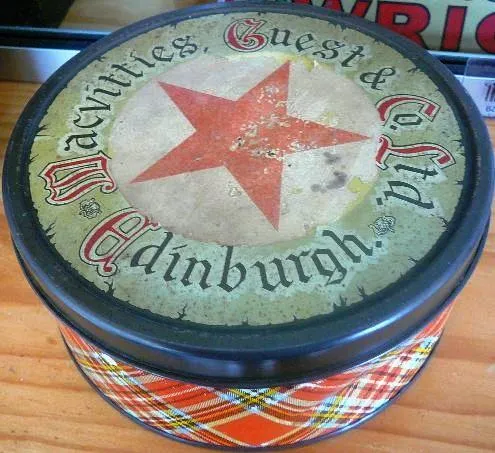 Macvitties, Guest & Co. Ltd.
Edinburgh.